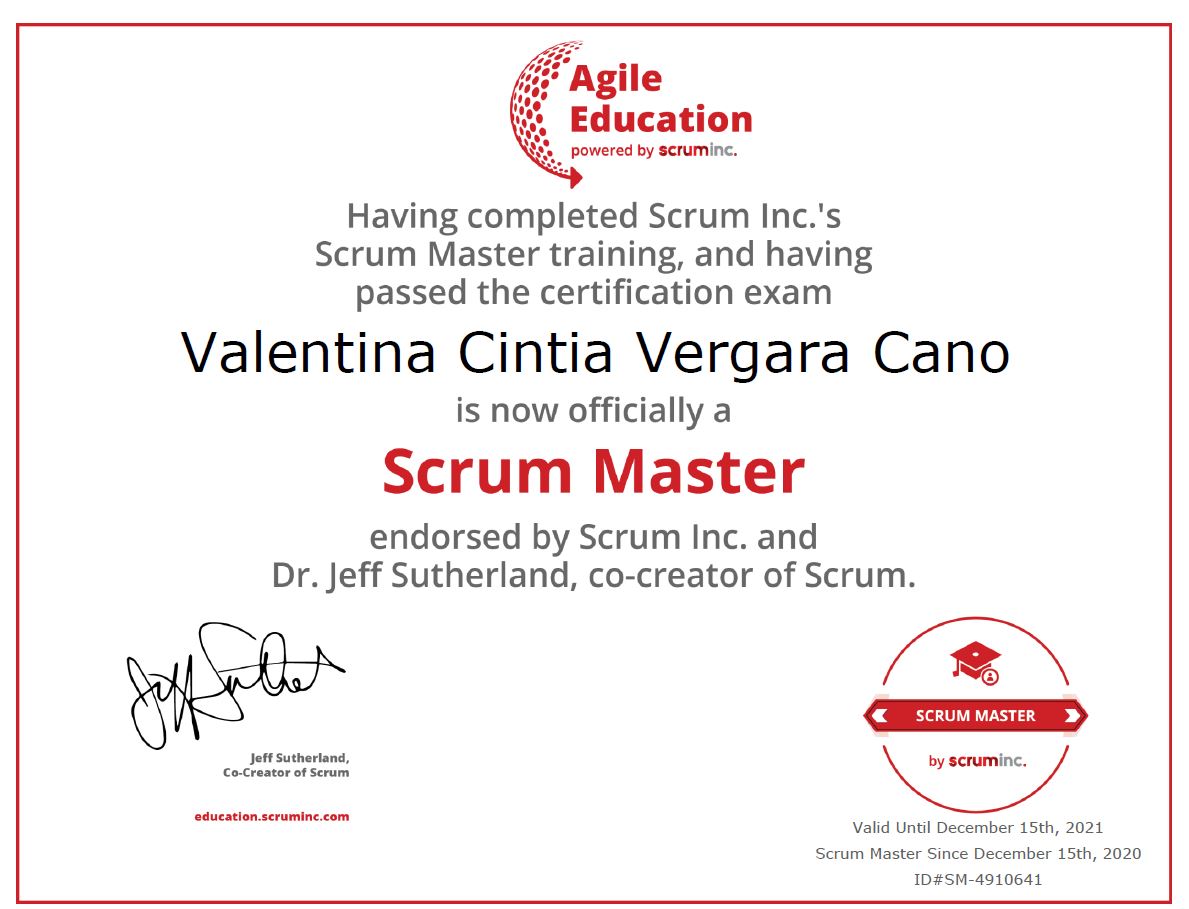 Agile
Education
powered by scruminc.
Having completed Scrum Inc.'s
Scrum Master training, and having
passed the certification exam
Valentina Cintia Vergara Cano
is now officially a
Scrum Master
endorsed by Scrum Inc. and
Dr. Jeff Sutherland, co-creator of Scrum.
Jeff Sutherland
Jeff Sutherland,
Co-Creator of Scrum
education.scruminc.com
SCRUM MASTER
by scruminc.
Valid Until December 15th, 2021
Scrum Master Since December 15th, 2020
ID#SM-4910641